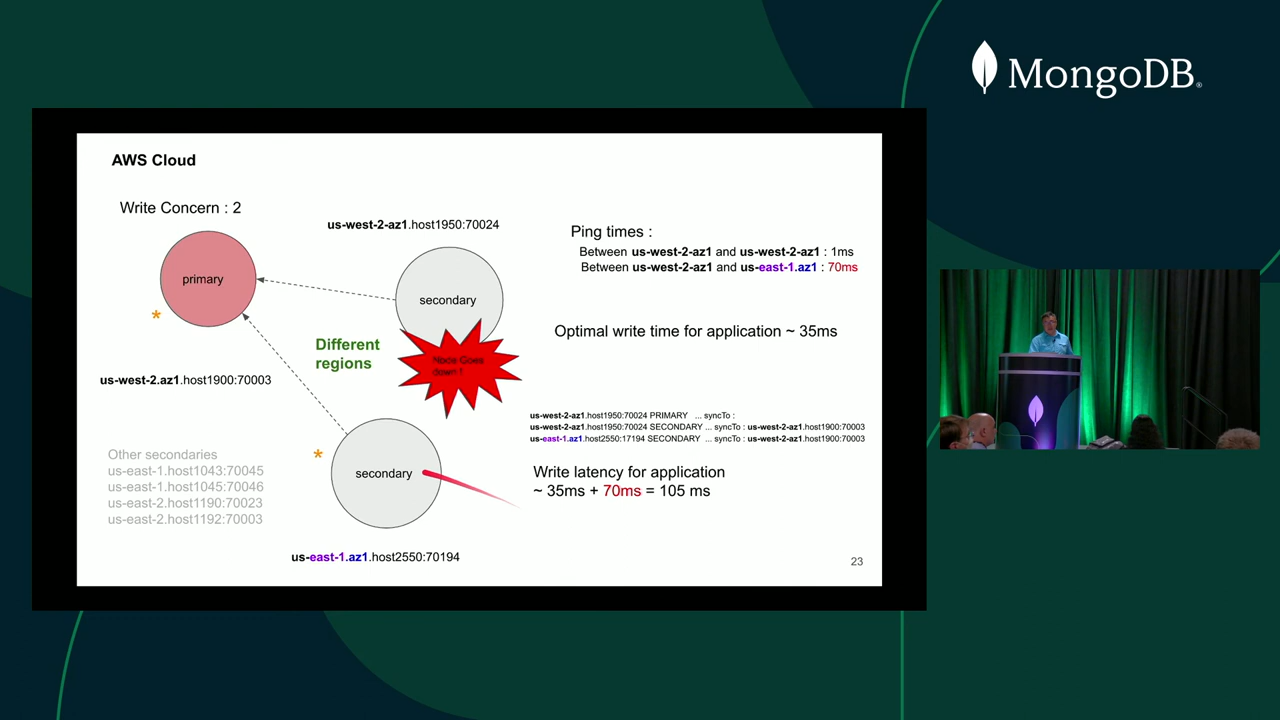 MongoDB®
AWS Cloud
Write Concern : 2
us-west-2-az1.host1950:70024
primary
secondary
Node Goes
down !
Different
regions
*
us-west-2.az1.host1900:70003
*
secondary
Other secondaries
us-east-1.host1043:70045
us-east-1.host1045:70046
us-east-2.host1190:70023
us-east-2.host1192:70003
us-east-1.az1.host2550:70194
Ping times :
Between us-west-2-az1 and us-west-2-az1 : 1ms
Between us-west-2-az1 and us-east-1.az1 : 70ms
Optimal write time for application ~ 35ms
us-west-2-az1.host1950:70024 PRIMARY ... syncTo :
us-west-2-az1.host1950:70024 SECONDARY ... syncTo : us-west-2-az1.host1900:70003
us-east-1.az1.host2550:17194 SECONDARY ... syncTo : us-west-2-az1.host1900:70003
Write latency for application
~ 35ms + 70ms = 105 ms
23